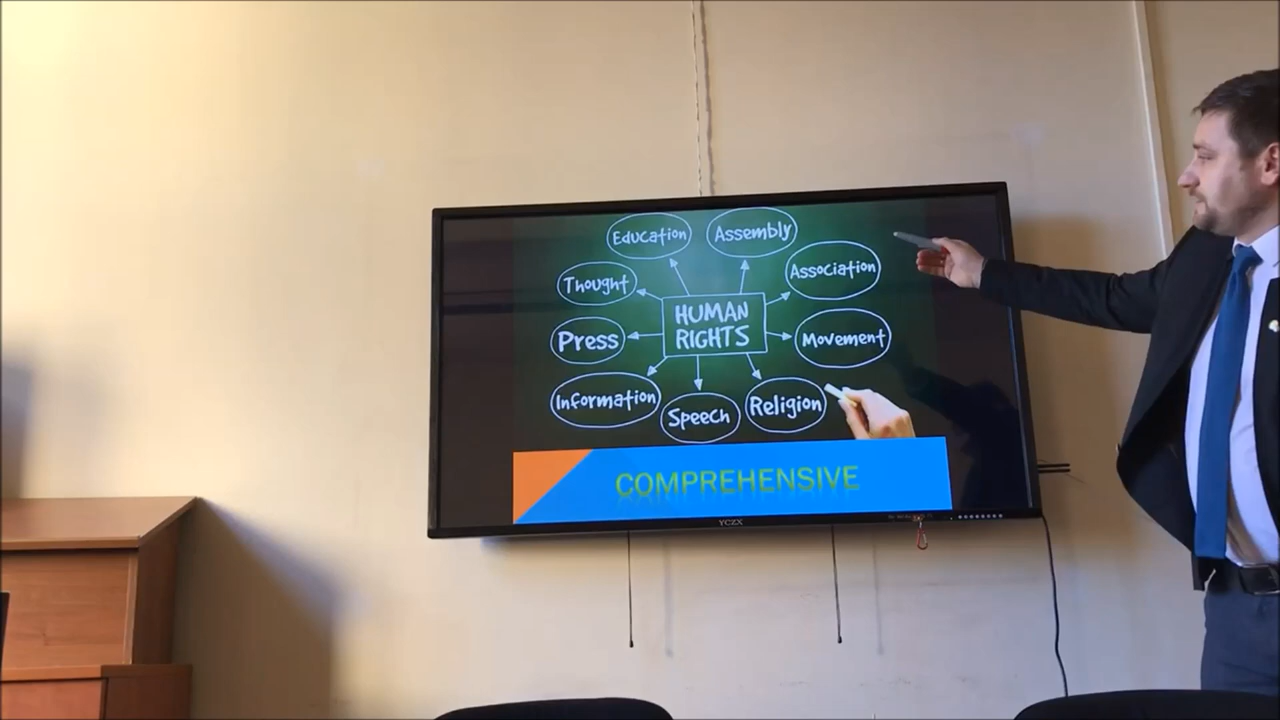 Education
Assembly
Thought
Association
HUMAN
RIGHTS
Press
Movement
Information
Speech
Religion
COMPREHENSIVE
YCZX